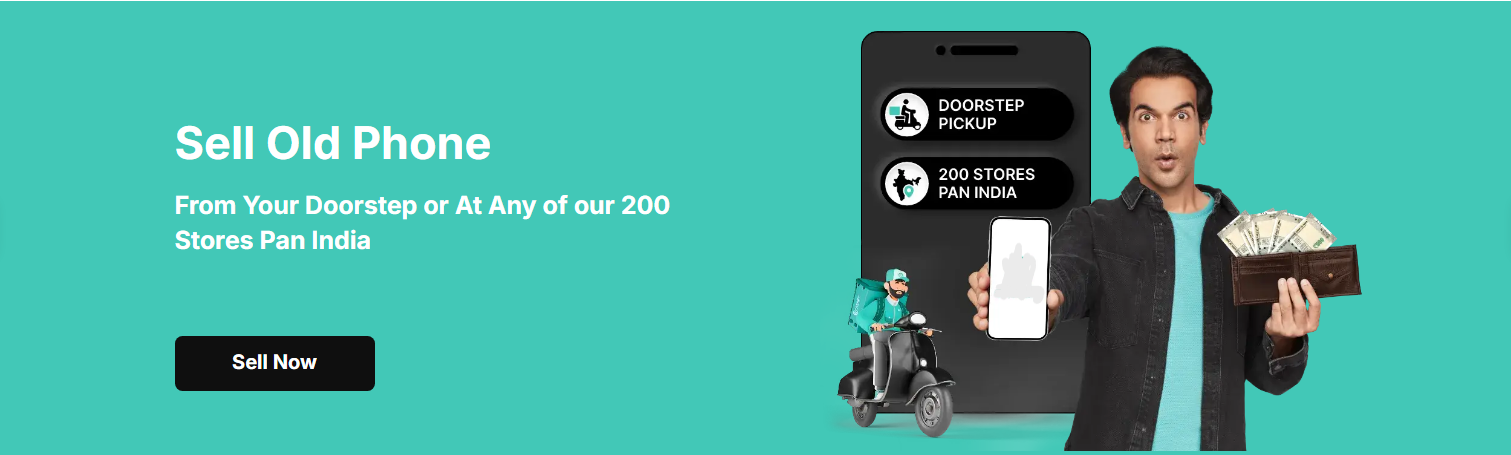 Sell Old Phone
From Your Doorstep or At Any of our 200
Stores Pan India
Sell Now
DOORSTEP
PICKUP
200 STORES
PAN INDIA